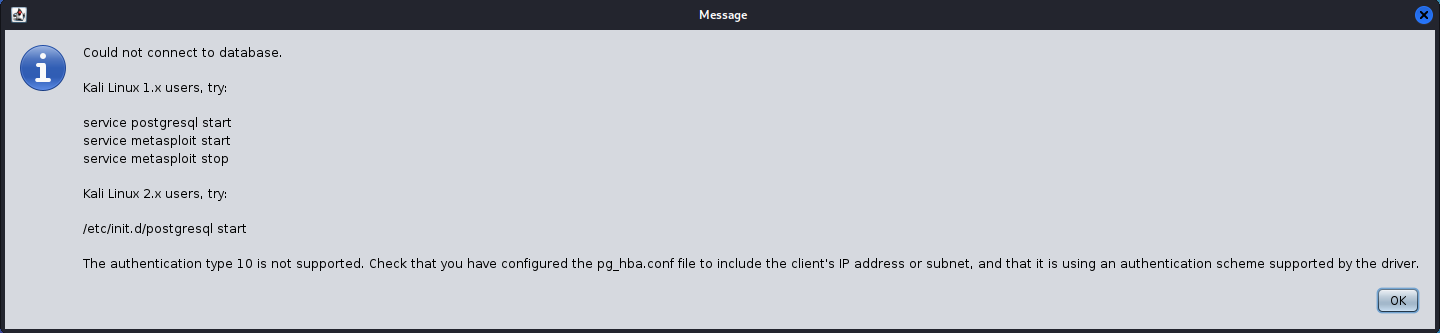 Message
Could not connect to database.
Kali Linux 1.x users, try:
service postgresql start
service metasploit start
service metasploit stop
Kali Linux 2.x users, try:
/etc/init.d/postgresql start
The authentication type 10 is not supported. Check that you have configured the pg_hba.conf file to include the client's IP address or subnet, and that it is using an authentication scheme supported by the driver.
OK